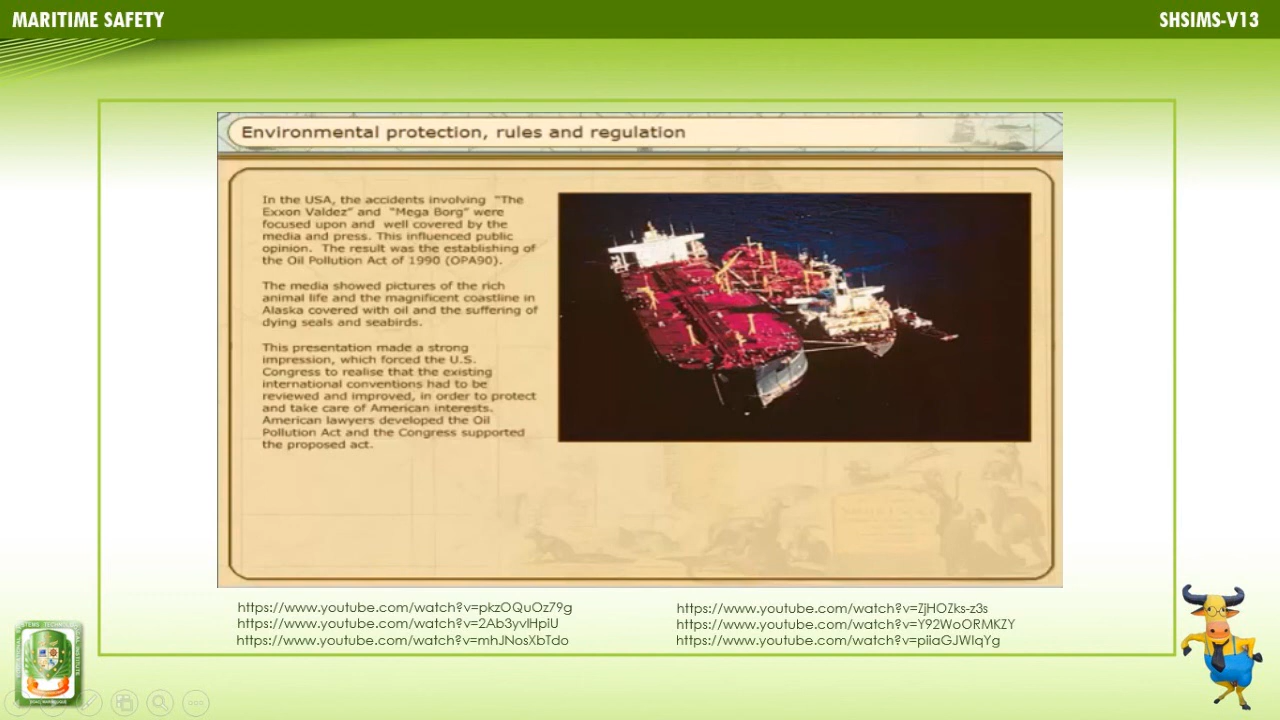 MARITIME SAFETY
SHSIMS-V13
Environmental protection, rules and regulation
In the USA, the accidents involving "The
Exxon Valdez" and "Mega Borg" were
focused upon and well covered by the
media and press. This influenced public
opinion. The result was the establishing of
the Oil Pollution Act of 1990 (OPA90).
The media showed pictures of the rich
animal life and the magnificent coastline in
Alaska covered with oil and the suffering of
dying seals and seabirds.
This presentation made a strong
impression, which forced the U.S.
Congress to realise that the existing
international conventions had to be
reviewed and improved, in order to protect
and take care of American interests.
American lawyers developed the Oil
Pollution Act and the Congress supported
the proposed act.
https://www.youtube.com/watch?v=pkzOQuOz79g
https://www.youtube.com/watch?v=2Ab3yvlHpiU
https://www.youtube.com/watch?v=mhJNosXbTdo
https://www.youtube.com/watch?v=ZjHOZks-z3s
https://www.youtube.com/watch?v=Y92WoORMKZY
https://www.youtube.com/watch?v=piiaGJWlqYg